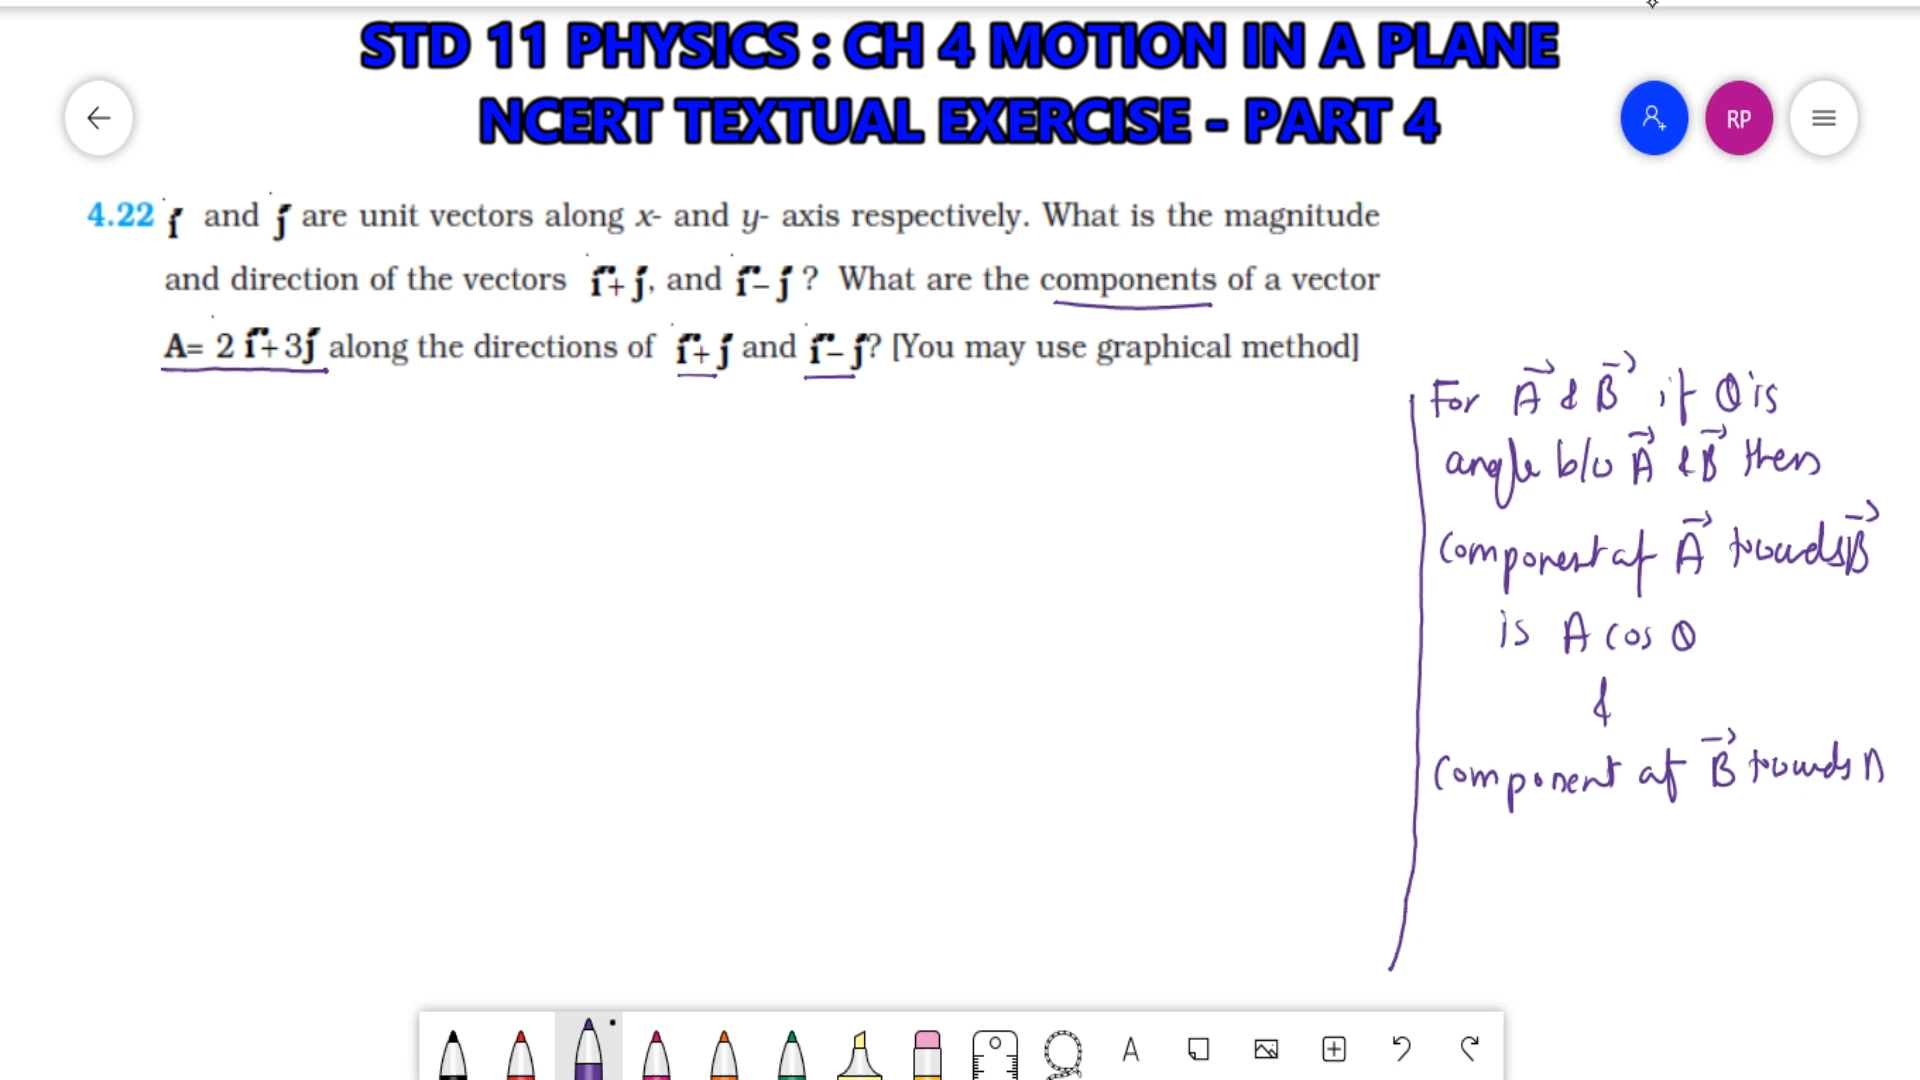 STD 11 PHYSICS : CH 4 MOTION IN A PLANE
NCERT TEXTUAL EXERCISE - PART 4
RP
4.22 î and ĵ are unit vectors along x- and y- axis respectively. What is the magnitude
and direction of the vectors î + ĵ, and î − ĵ ? What are the components of a vector
A= 2 î + 3ĵ along the directions of î + ĵ and î − ĵ? [You may use graphical method]
For A⃗ & B⃗ if θ is
angle b/w A⃗ & B⃗ then
component of A⃗ towards B⃗
is A cos θ
&
component of B⃗ towards A
A